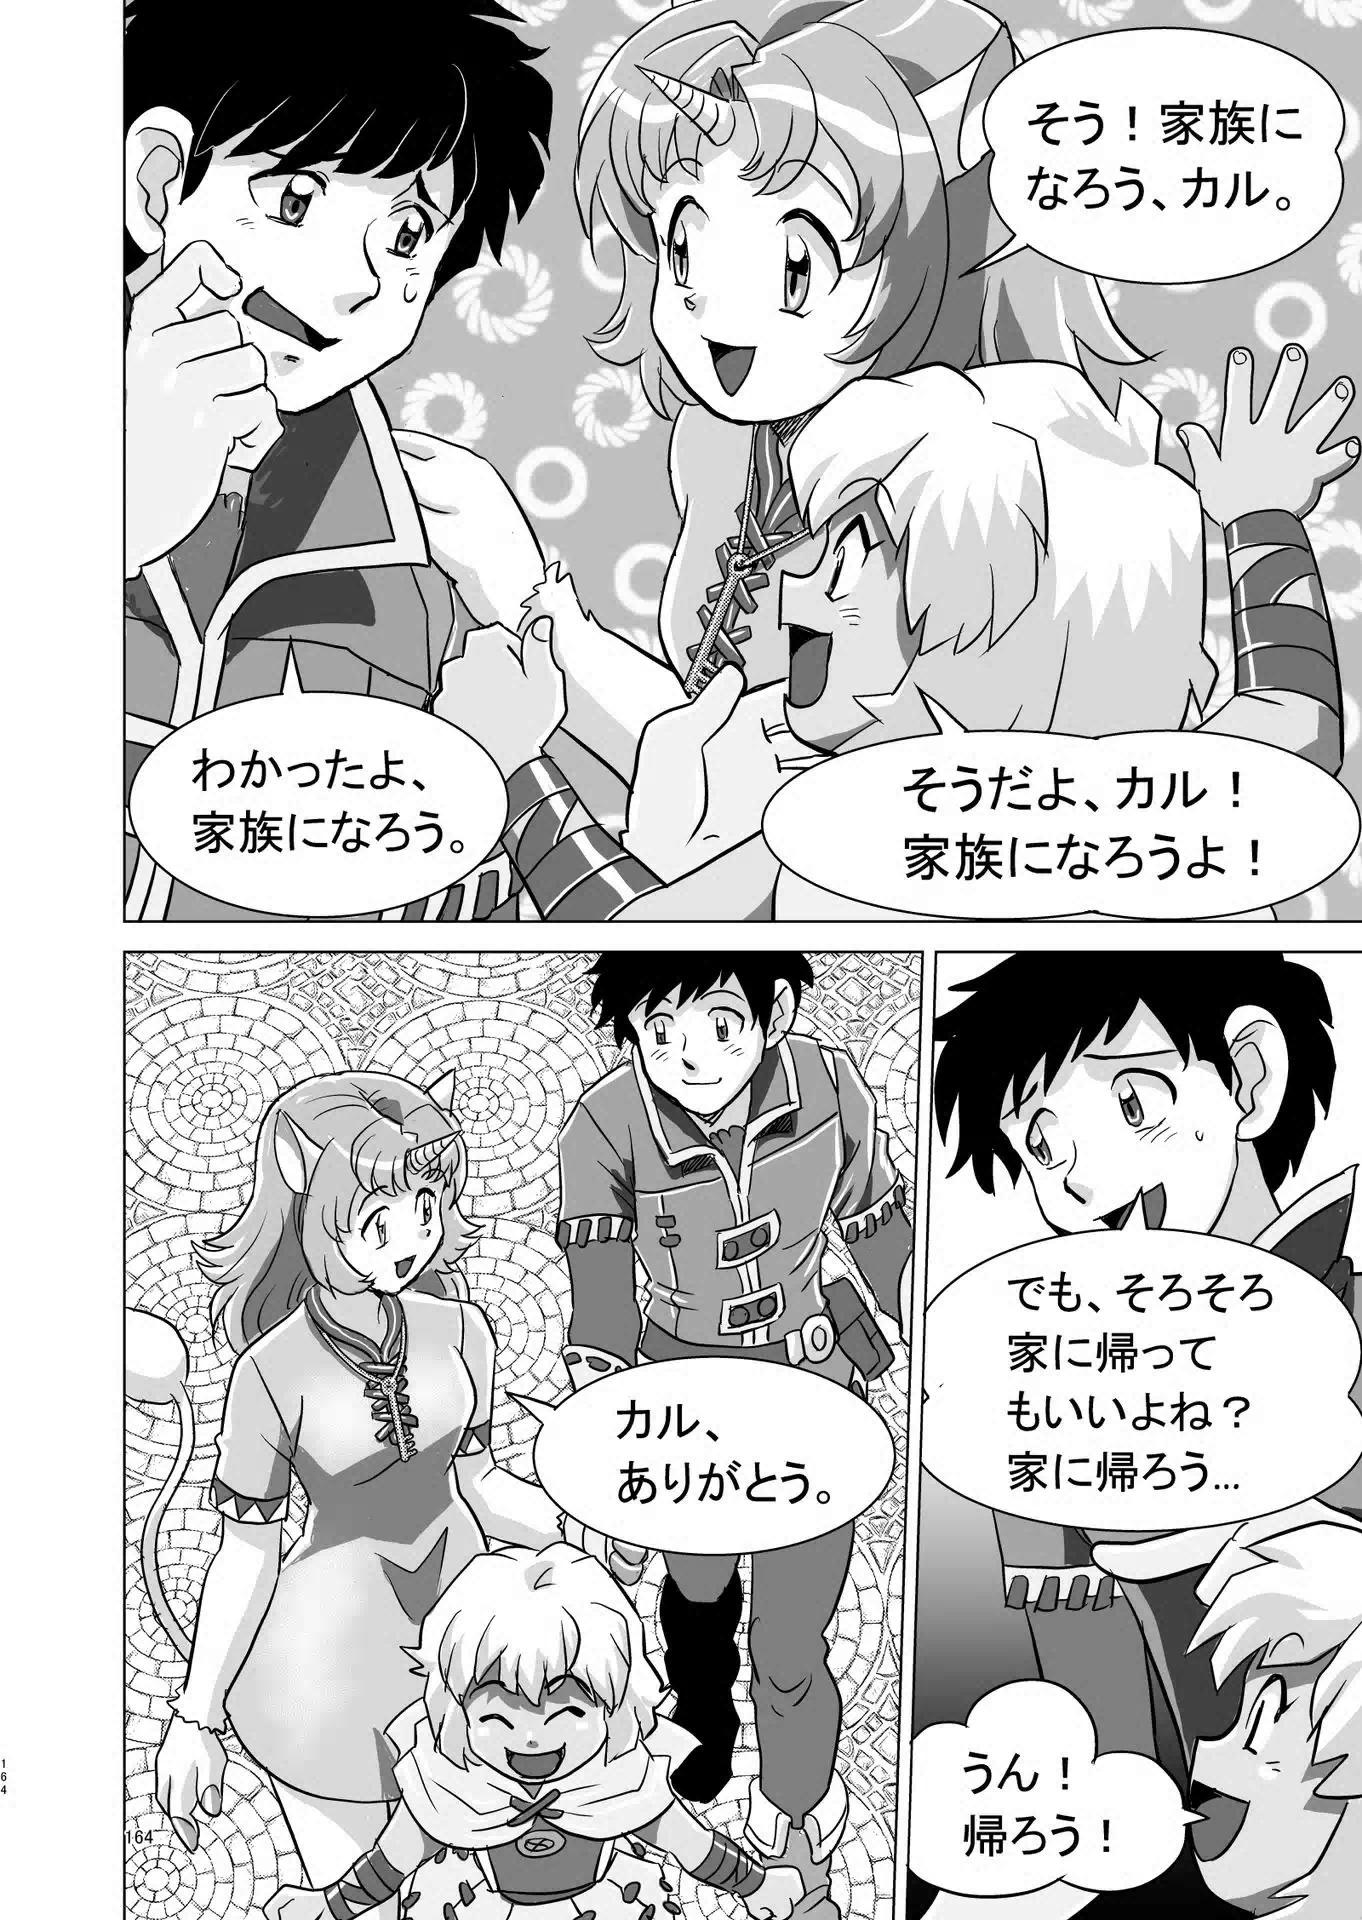 そう！家族に
なろう、カル。
そうだよ、カル！
家族になろうよ！
わかったよ、
家族になろう。
でも、そろそろ
家に帰って
もいいよね？
家に帰ろう…
うん！
帰ろう！
カル、
ありがとう。
164
164